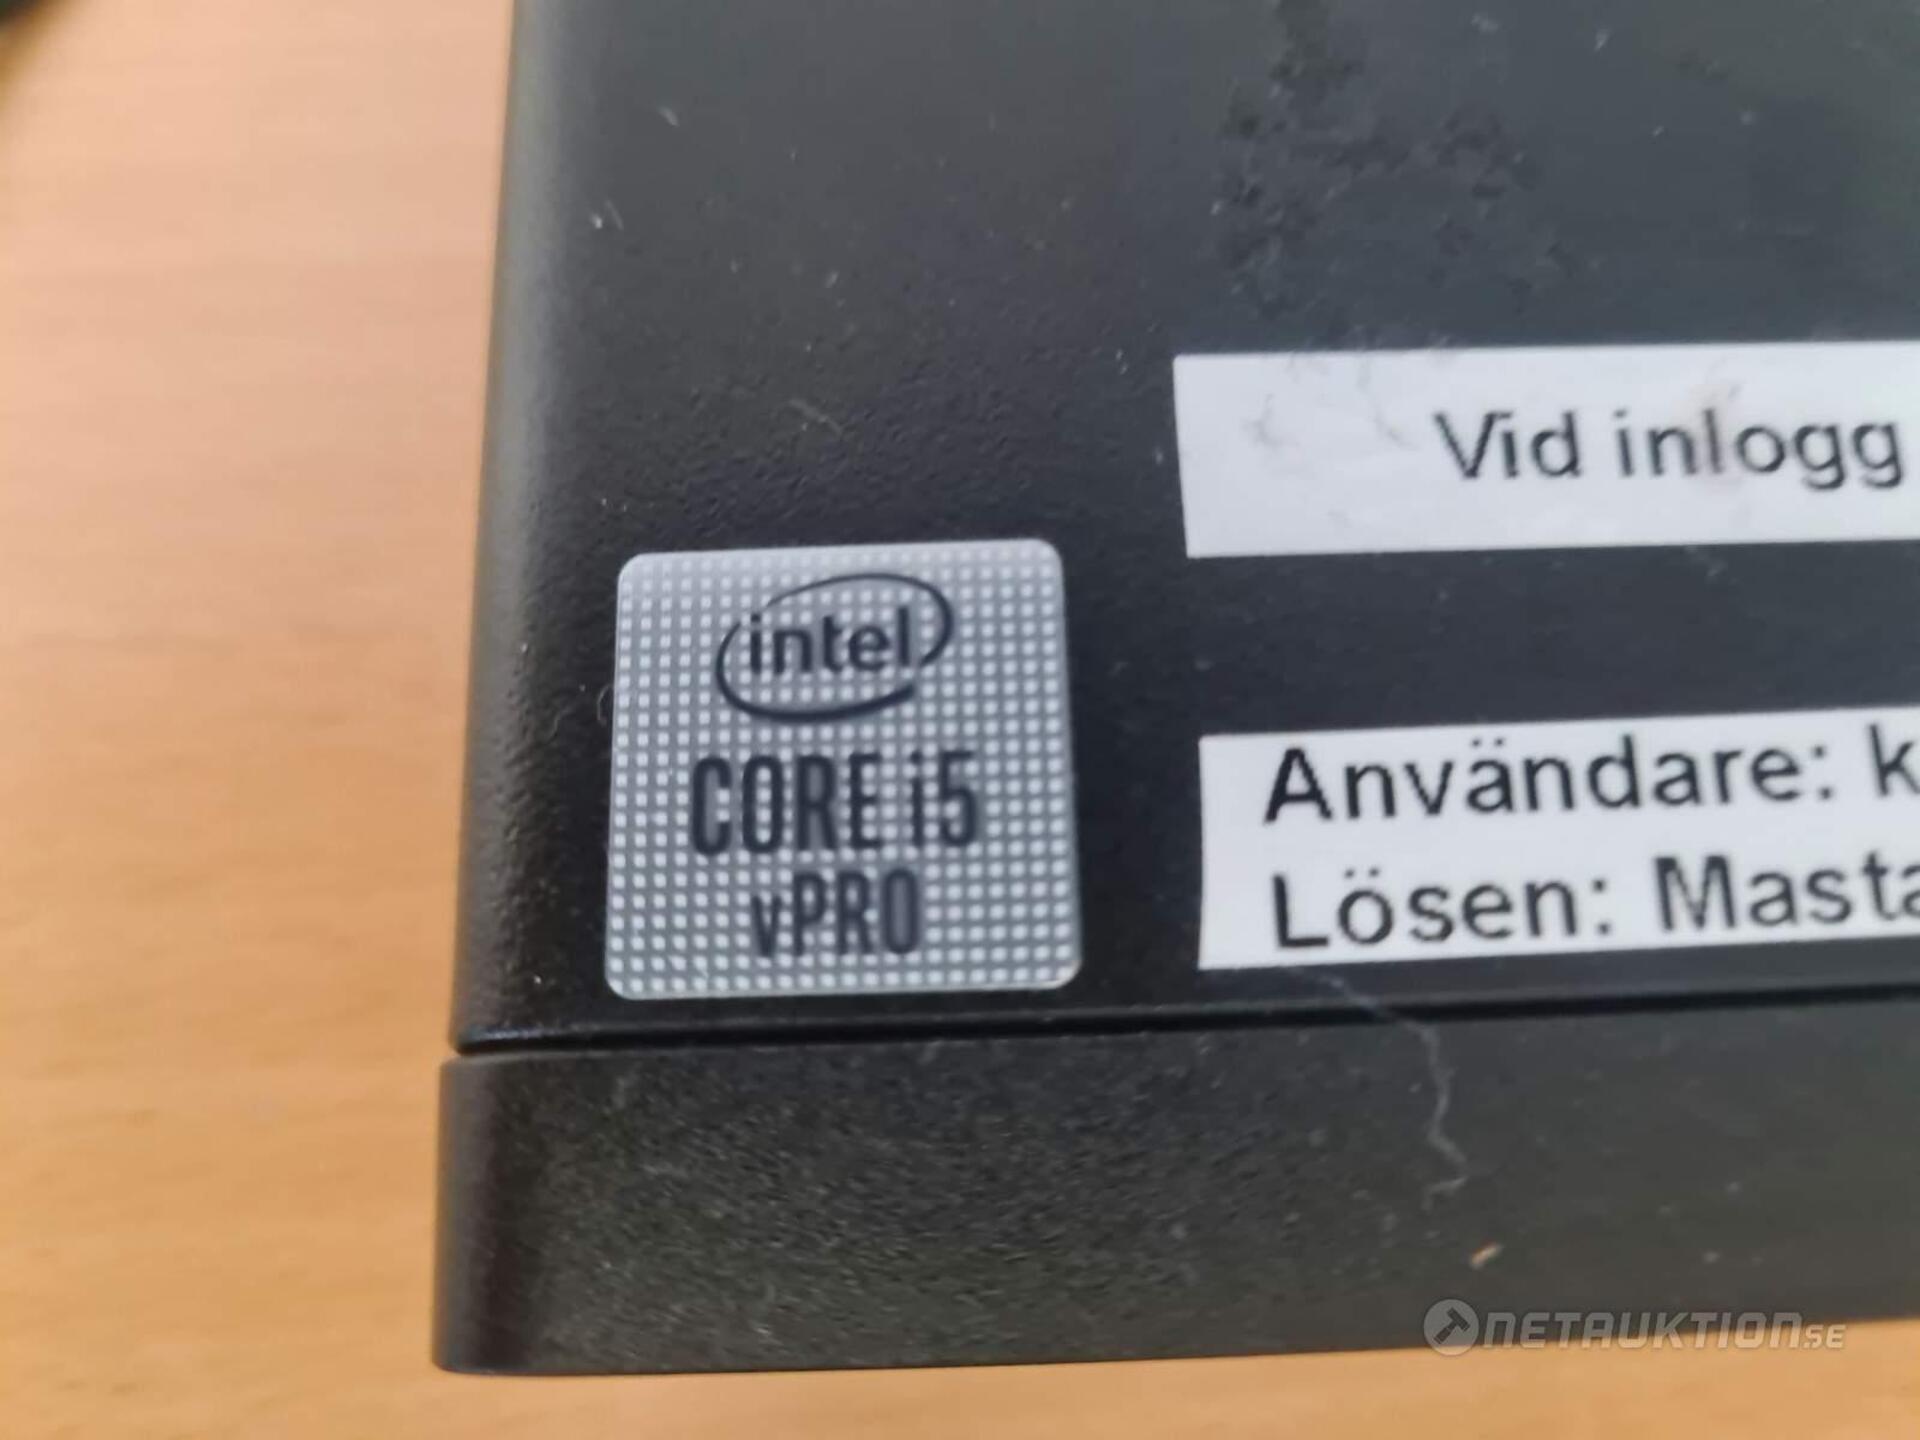 Vid inlogg
intel
CORE i5
vPRO
Användare: k
Lösen: Masta
NETAUKTION.SE